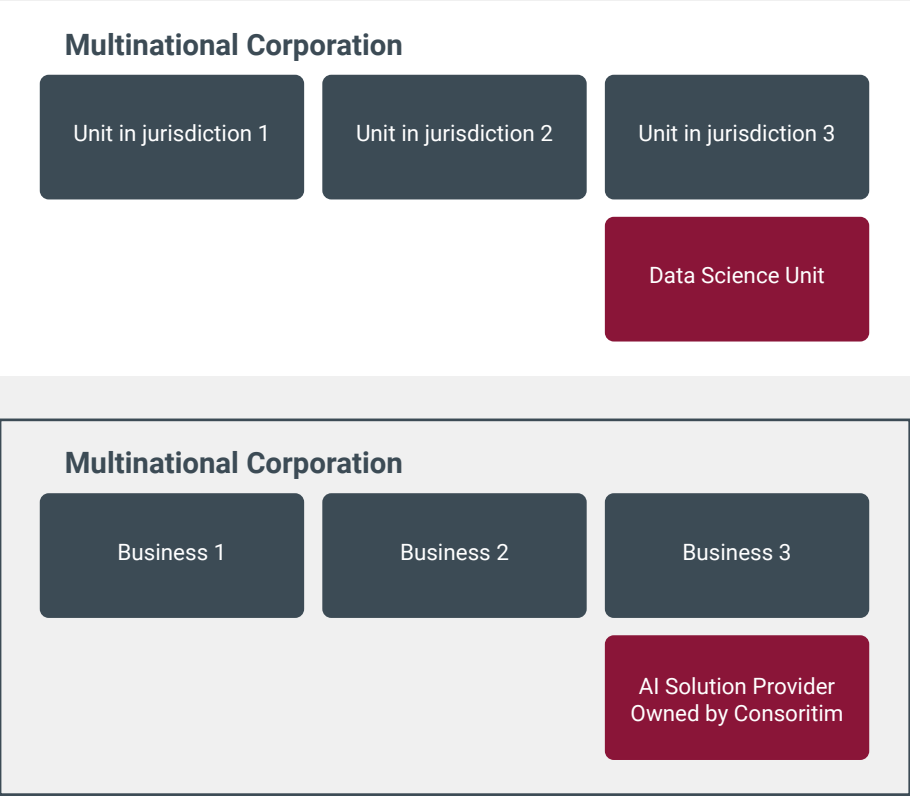 Multinational Corporation
Unit in jurisdiction 1
Unit in jurisdiction 2
Unit in jurisdiction 3
Data Science Unit
Multinational Corporation
Business 1
Business 2
Business 3
AI Solution Provider
Owned by Consoritim